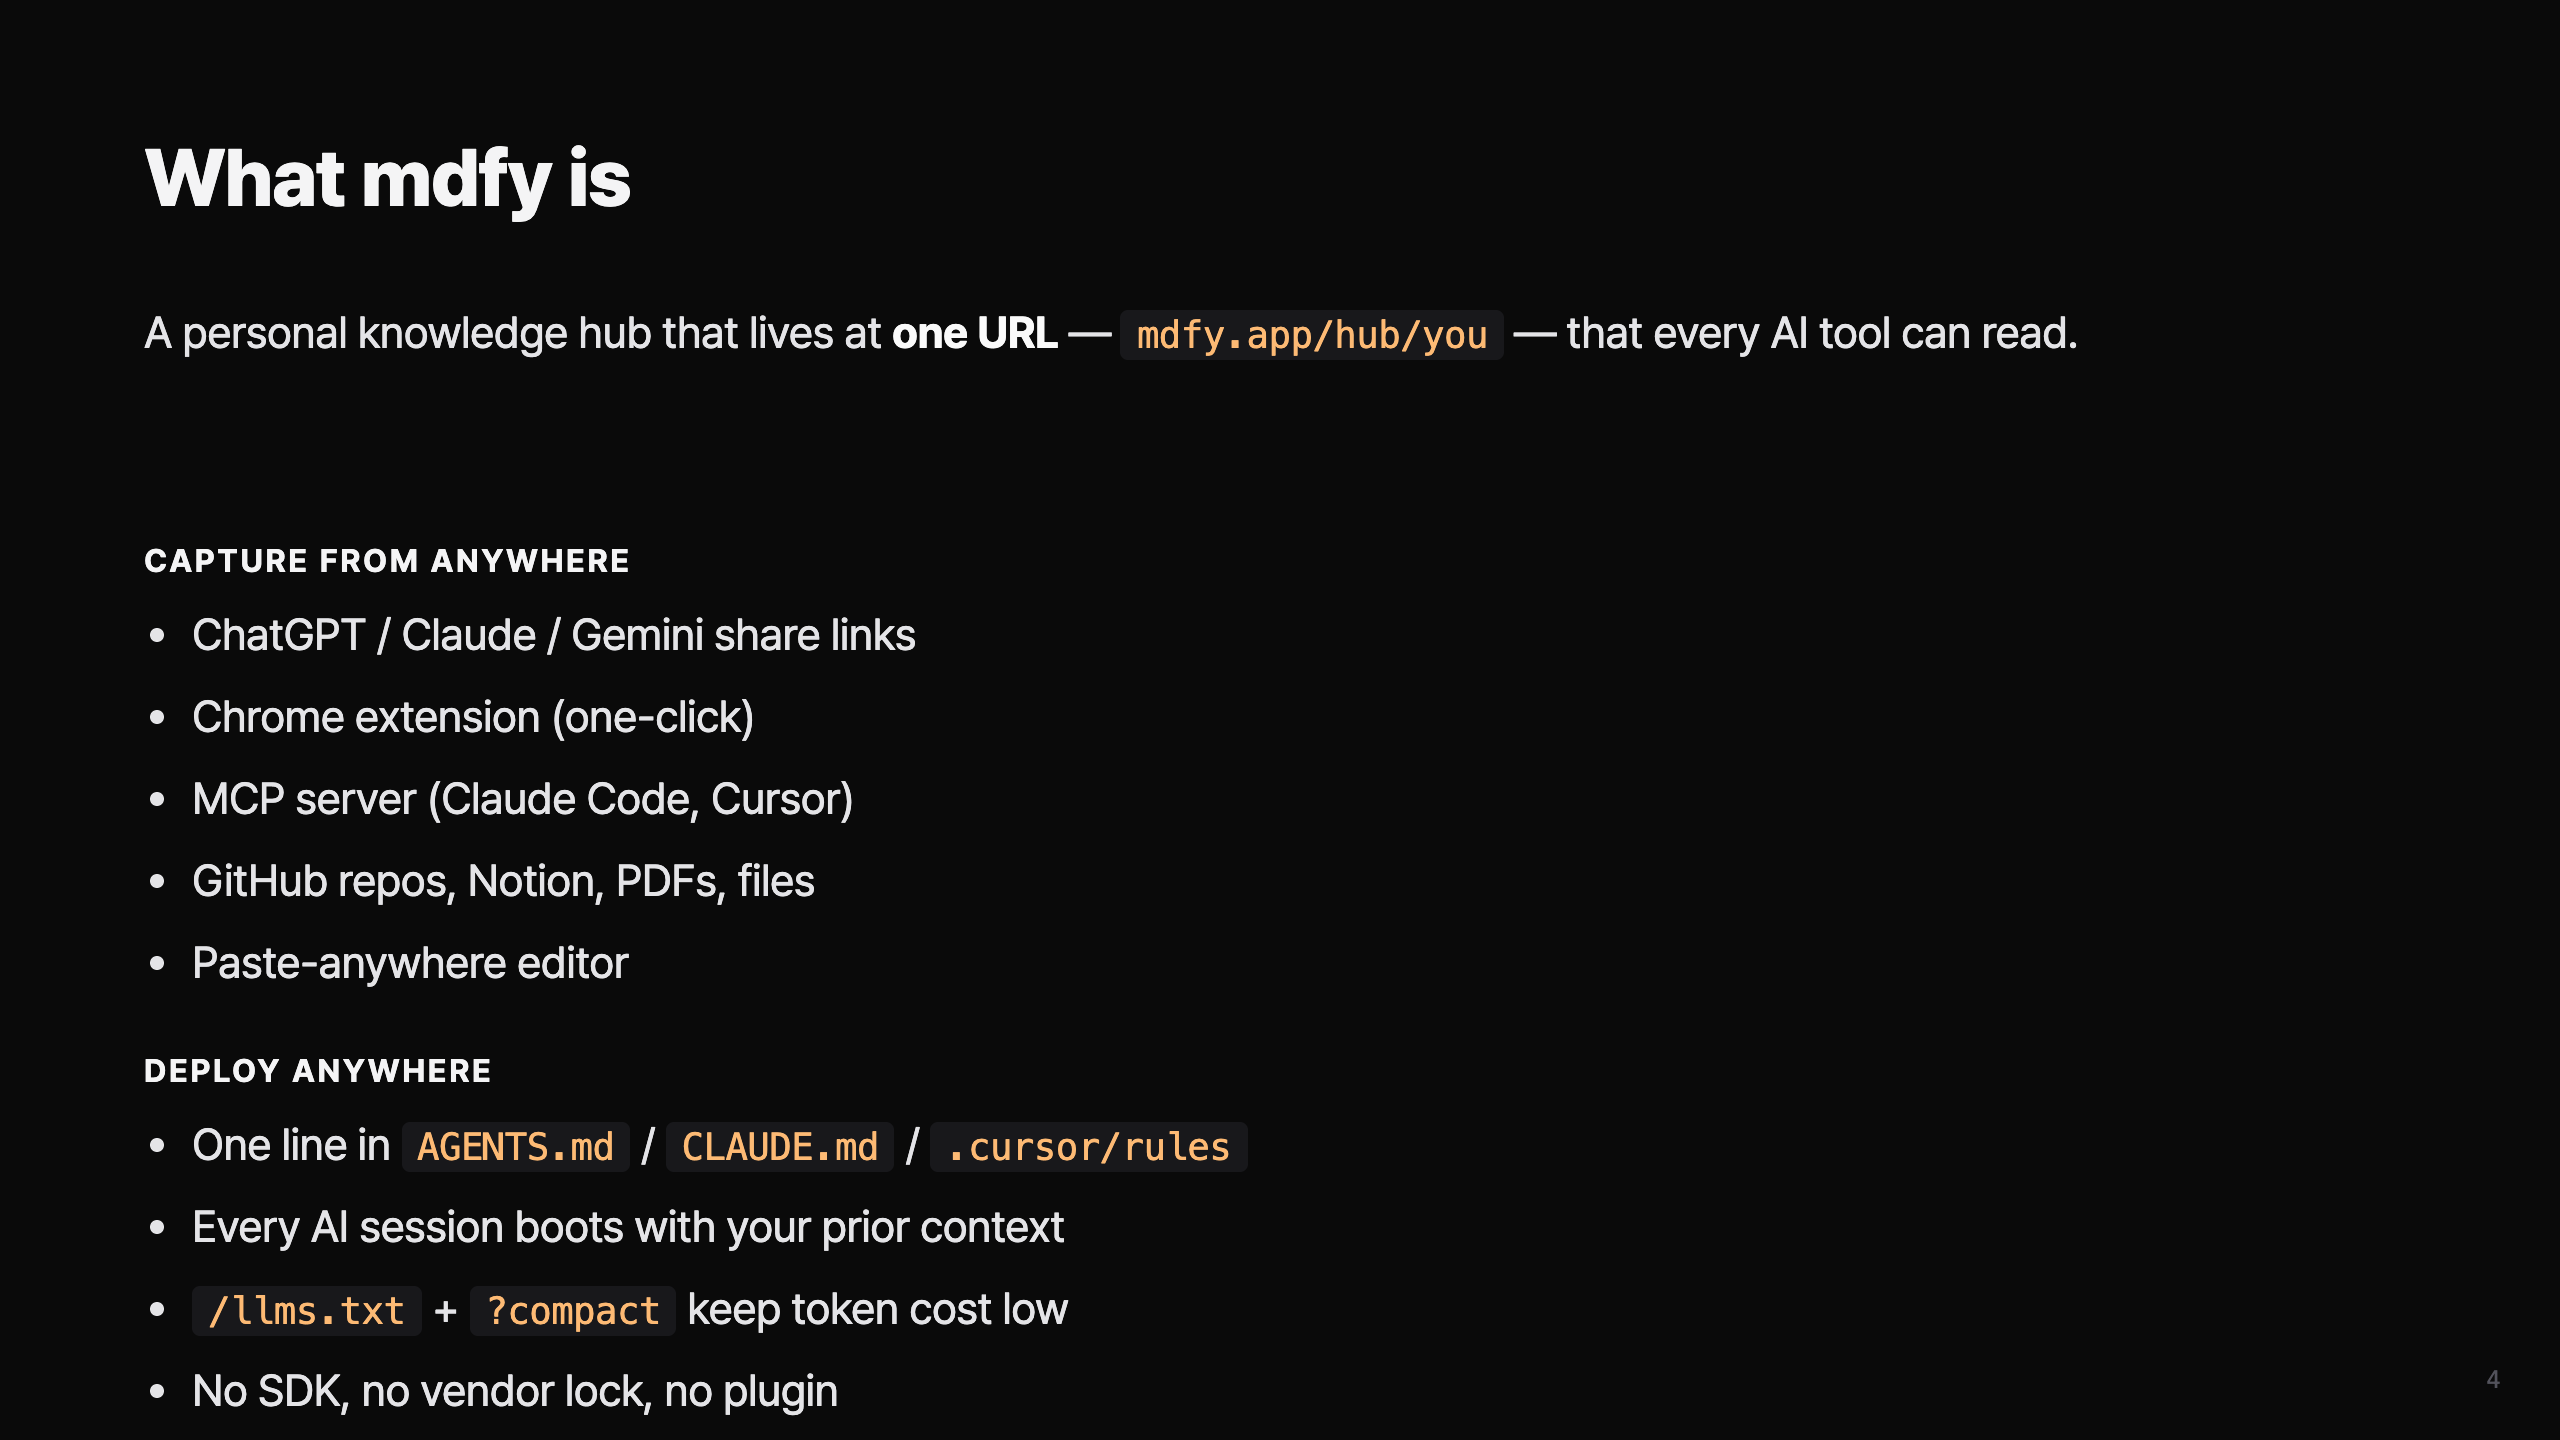 What mdfy is
A personal knowledge hub that lives at one URL — mdfy.app/hub/you — that every AI tool can read.
CAPTURE FROM ANYWHERE
• ChatGPT / Claude / Gemini share links
• Chrome extension (one-click)
• MCP server (Claude Code, Cursor)
• GitHub repos, Notion, PDFs, files
• Paste-anywhere editor
DEPLOY ANYWHERE
• One line in AGENTS.md / CLAUDE.md / .cursor/rules
• Every AI session boots with your prior context
• /llms.txt + ?compact keep token cost low
• No SDK, no vendor lock, no plugin
4